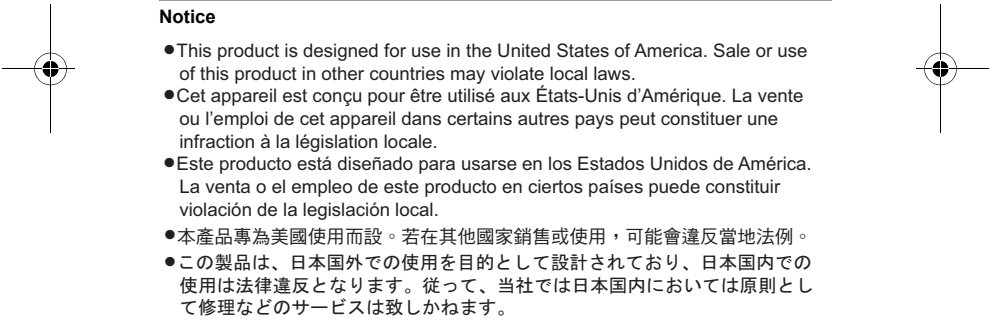 Notice
●This product is designed for use in the United States of America. Sale or use
of this product in other countries may violate local laws.
●Cet appareil est conçu pour être utilisé aux États-Unis d’Amérique. La vente
ou l’emploi de cet appareil dans certains autres pays peut constituer une
infraction à la législation locale.
●Este producto está diseñado para usarse en los Estados Unidos de América.
La venta o el empleo de este producto en ciertos países puede constituir
violación de la legislación local.
●本產品專為美國使用而設。若在其他國家銷售或使用，可能會違反當地法例。
●この製品は、日本国外での使用を目的として設計されており、日本国内での
使用は法律違反となります。従って、当社では日本国内においては原則とし
て修理などのサービスは致しかねます。